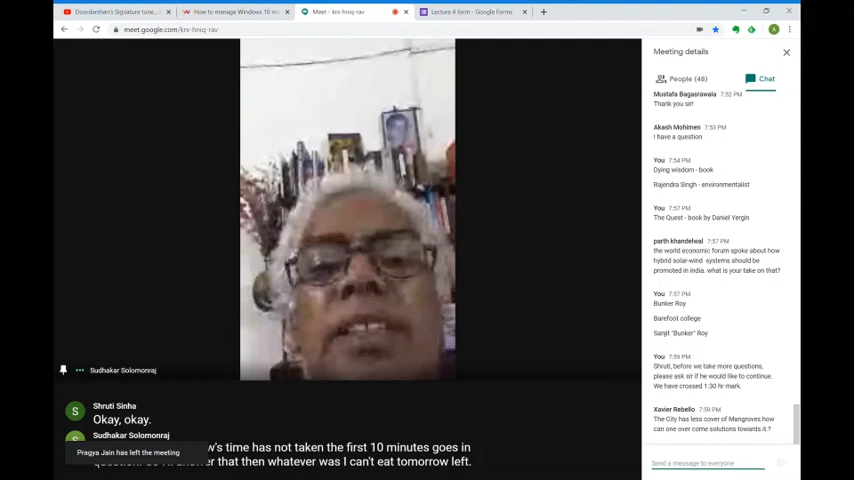 Doordarshan's Signature tune,
How to manage Windows 10 n
Meet - krx-hniq-rav
Lecture 4 form - Google Forms
meet.google.com/krx-hniq-rav
A
Meeting details
People (48)
Chat
Mustafa Bagasrawala 7:52 PM
Thank you sir!
Akash Mohimen 7:53 PM
I have a question
You 7:54 PM
Dying wisdom - book
Rajendra Singh - environmentalist
You 7:57 PM
The Quest - book by Daniel Yergin
parth khandelwal 7:57 PM
the world economic forum spoke about how
hybrid solar-wind systems should be
promoted in india. what is your take on that?
You 7:57 PM
Bunker Roy
Barefoot college
Sanjit "Bunker" Roy
You 7:59 PM
Shruti, before we take more questions,
please ask sir if he would like to continue.
We have crossed 1:30 hr mark.
Xavier Rebello 7:59 PM
The City has less cover of Mangroves how
can one over come solutions towards it.?
Send a message to everyone
Sudhakar Solomonraj
S
Shruti Sinha
Okay, okay.
S
Sudhakar Solomonraj
w's time has not taken the first 10 minutes goes in
that then whatever was I can't eat tomorrow left.
Pragya Jain has left the meeting